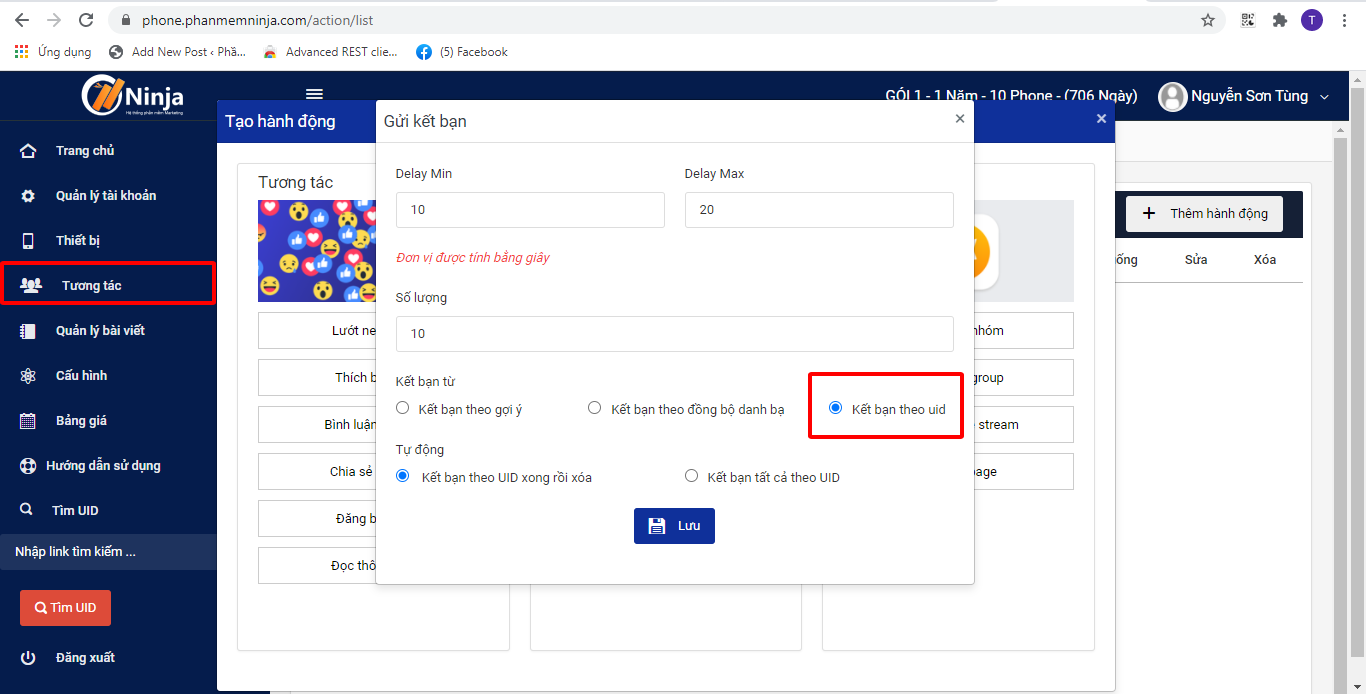 phone.phanmemninja.com/action/list
T
Ứng dụng
Add New Post ‹ Phầ...
Advanced REST clie...
(5) Facebook
Ninja
Hệ thống phần mềm Marketing
GÓI 1 - 1 Năm - 10 Phone - (706 Ngày)
Nguyễn Sơn Tùng
Trang chủ
Quản lý tài khoản
Thiết bị
Tương tác
Quản lý bài viết
Cấu hình
Bảng giá
Hướng dẫn sử dụng
Tìm UID
Nhập link tìm kiếm ...
Tìm UID
Đăng xuất
Tạo hành động
×
Tương tác
Lướt ne
Thích b
Bình luận
Chia sẻ
Đăng b
Đọc thô
Gửi kết bạn
×
Delay Min
Delay Max
10
20
Đơn vị được tính bằng giây
Số lượng
10
Kết bạn từ
Kết bạn theo gợi ý
Kết bạn theo đồng bộ danh bạ
Kết bạn theo uid
Tự động
Kết bạn theo UID xong rồi xóa
Kết bạn tất cả theo UID
Lưu
nhóm
group
stream
page
+ Thêm hành động
ống
Sửa
Xóa